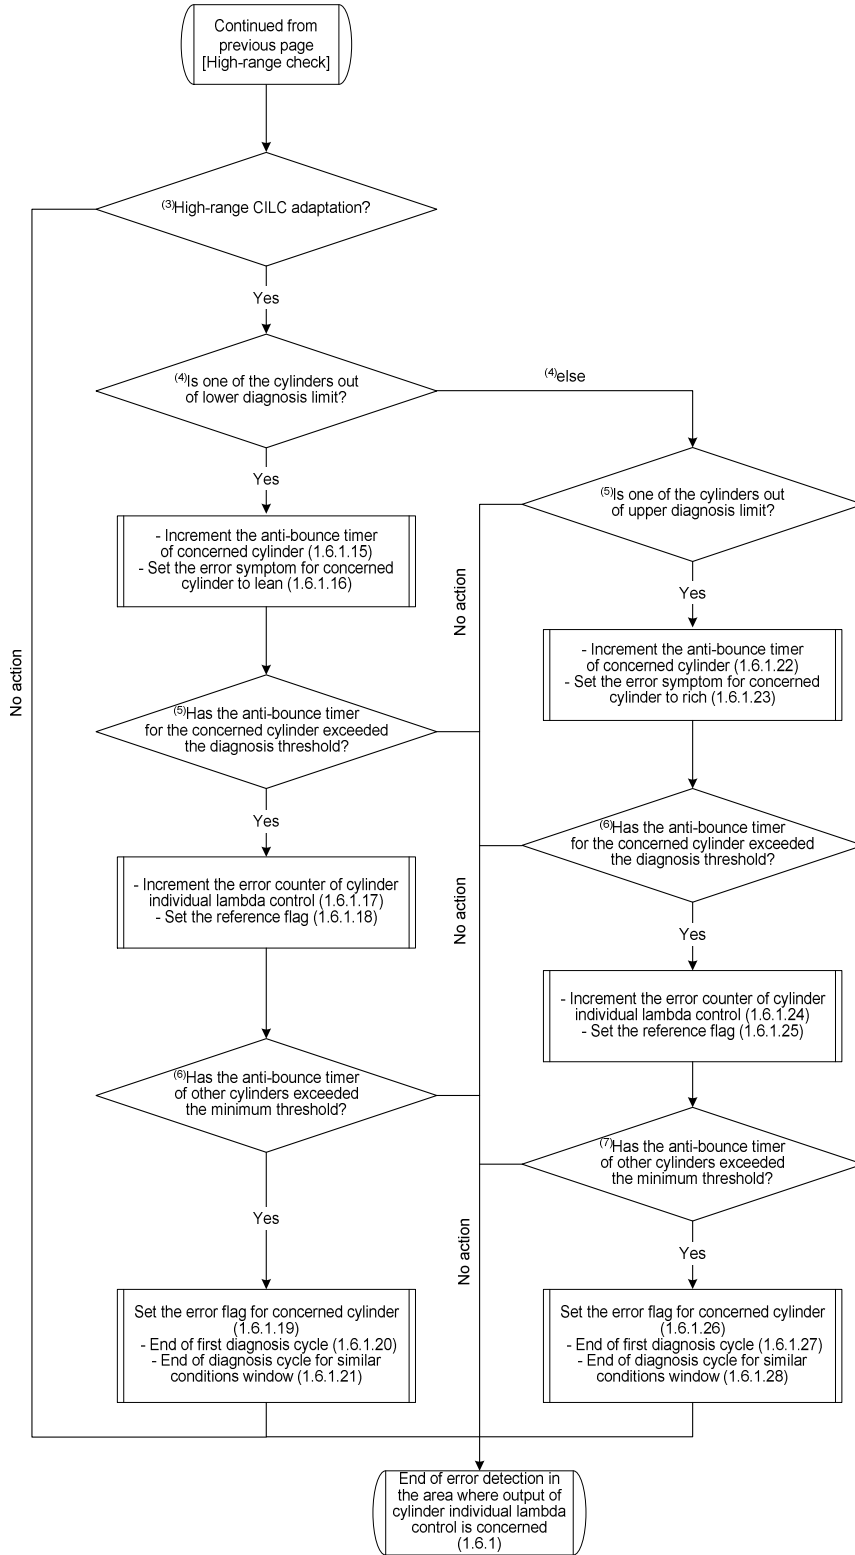 Continued from
previous page
[High-range check]
(3)High-range CILC adaptation?
Yes
(4)Is one of the cylinders out
of lower diagnosis limit?
(4)else
Yes
- Increment the anti-bounce timer
of concerned cylinder (1.6.1.15)
- Set the error symptom for concerned
cylinder to lean (1.6.1.16)
(5)Is one of the cylinders out
of upper diagnosis limit?
No action
Yes
- Increment the anti-bounce timer
of concerned cylinder (1.6.1.22)
- Set the error symptom for concerned
cylinder to rich (1.6.1.23)
No action
(5)Has the anti-bounce timer
for the concerned cylinder exceeded
the diagnosis threshold?
Yes
(6)Has the anti-bounce timer
for the concerned cylinder exceeded
the diagnosis threshold?
- Increment the error counter of cylinder
individual lambda control (1.6.1.17)
- Set the reference flag (1.6.1.18)
No action
Yes
- Increment the error counter of cylinder
individual lambda control (1.6.1.24)
- Set the reference flag (1.6.1.25)
(6)Has the anti-bounce timer
of other cylinders exceeded
the minimum threshold?
(7)Has the anti-bounce timer
of other cylinders exceeded
the minimum threshold?
Yes
No action
Yes
Set the error flag for concerned cylinder
(1.6.1.19)
- End of first diagnosis cycle (1.6.1.20)
- End of diagnosis cycle for similar
conditions window (1.6.1.21)
Set the error flag for concerned cylinder
(1.6.1.26)
- End of first diagnosis cycle (1.6.1.27)
- End of diagnosis cycle for similar
conditions window (1.6.1.28)
End of error detection in
the area where output of
cylinder individual lambda
control is concerned
(1.6.1)